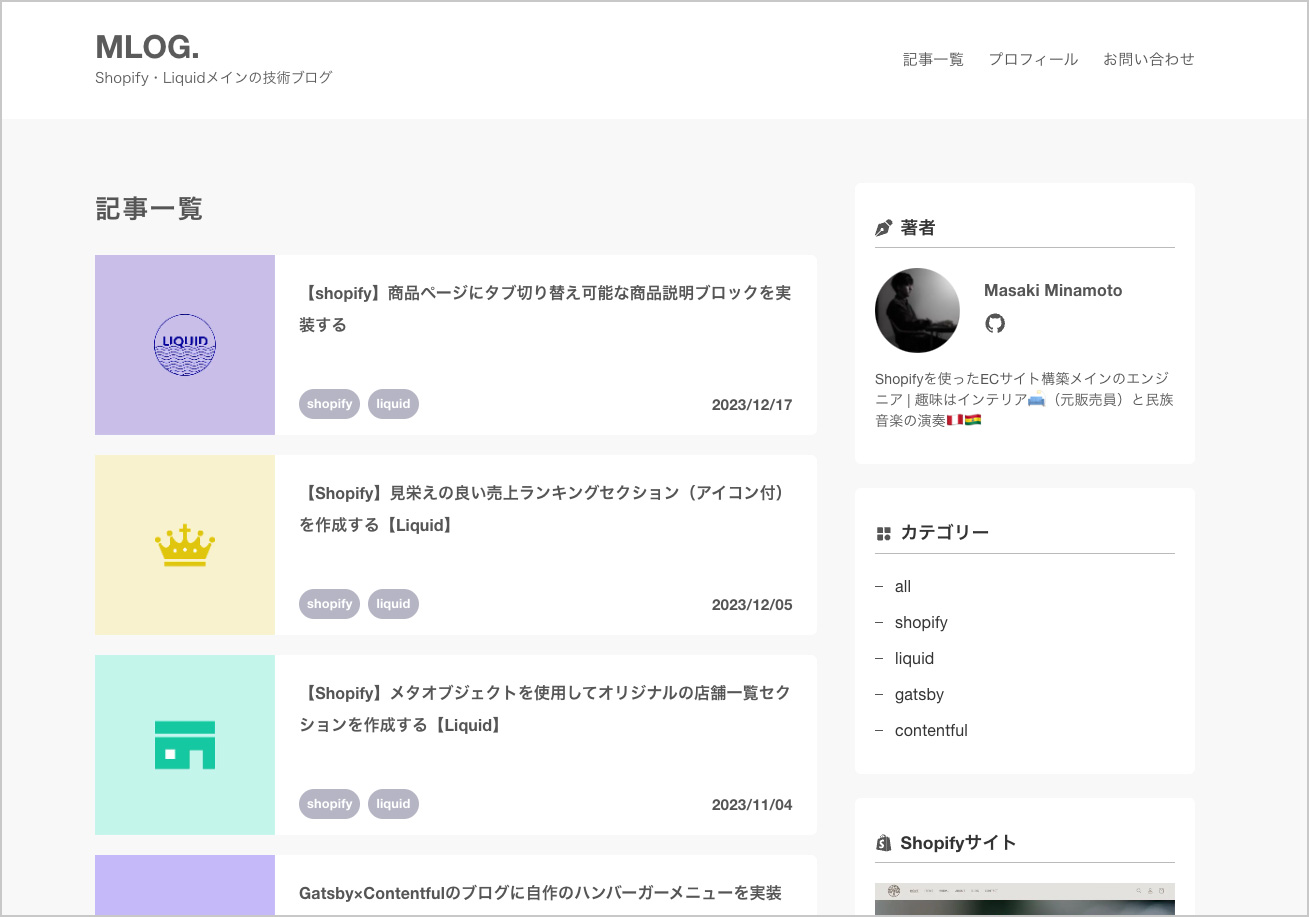 MLOG.
Shopify・Liquidメインの技術ブログ
記事一覧 プロフィール お問い合わせ
記事一覧
LIQUID
【shopify】商品ページにタブ切り替え可能な商品説明ブロックを実
装する
shopify liquid 2023/12/17
【Shopify】見栄えの良い売上ランキングセクション（アイコン付）
を作成する【Liquid】
shopify liquid 2023/12/05
【Shopify】メタオブジェクトを使用してオリジナルの店舗一覧セク
ションを作成する【Liquid】
shopify liquid 2023/11/04
Gatsby×Contentfulのブログに自作のハンバーガーメニューを実装
著者
Masaki Minamoto
Shopifyを使ったECサイト構築メインのエンジ
ニア | 趣味はインテリア🛋️（元販売員）と民族
音楽の演奏🇵🇪🇧🇴
カテゴリー
all
shopify
liquid
gatsby
contentful
Shopifyサイト